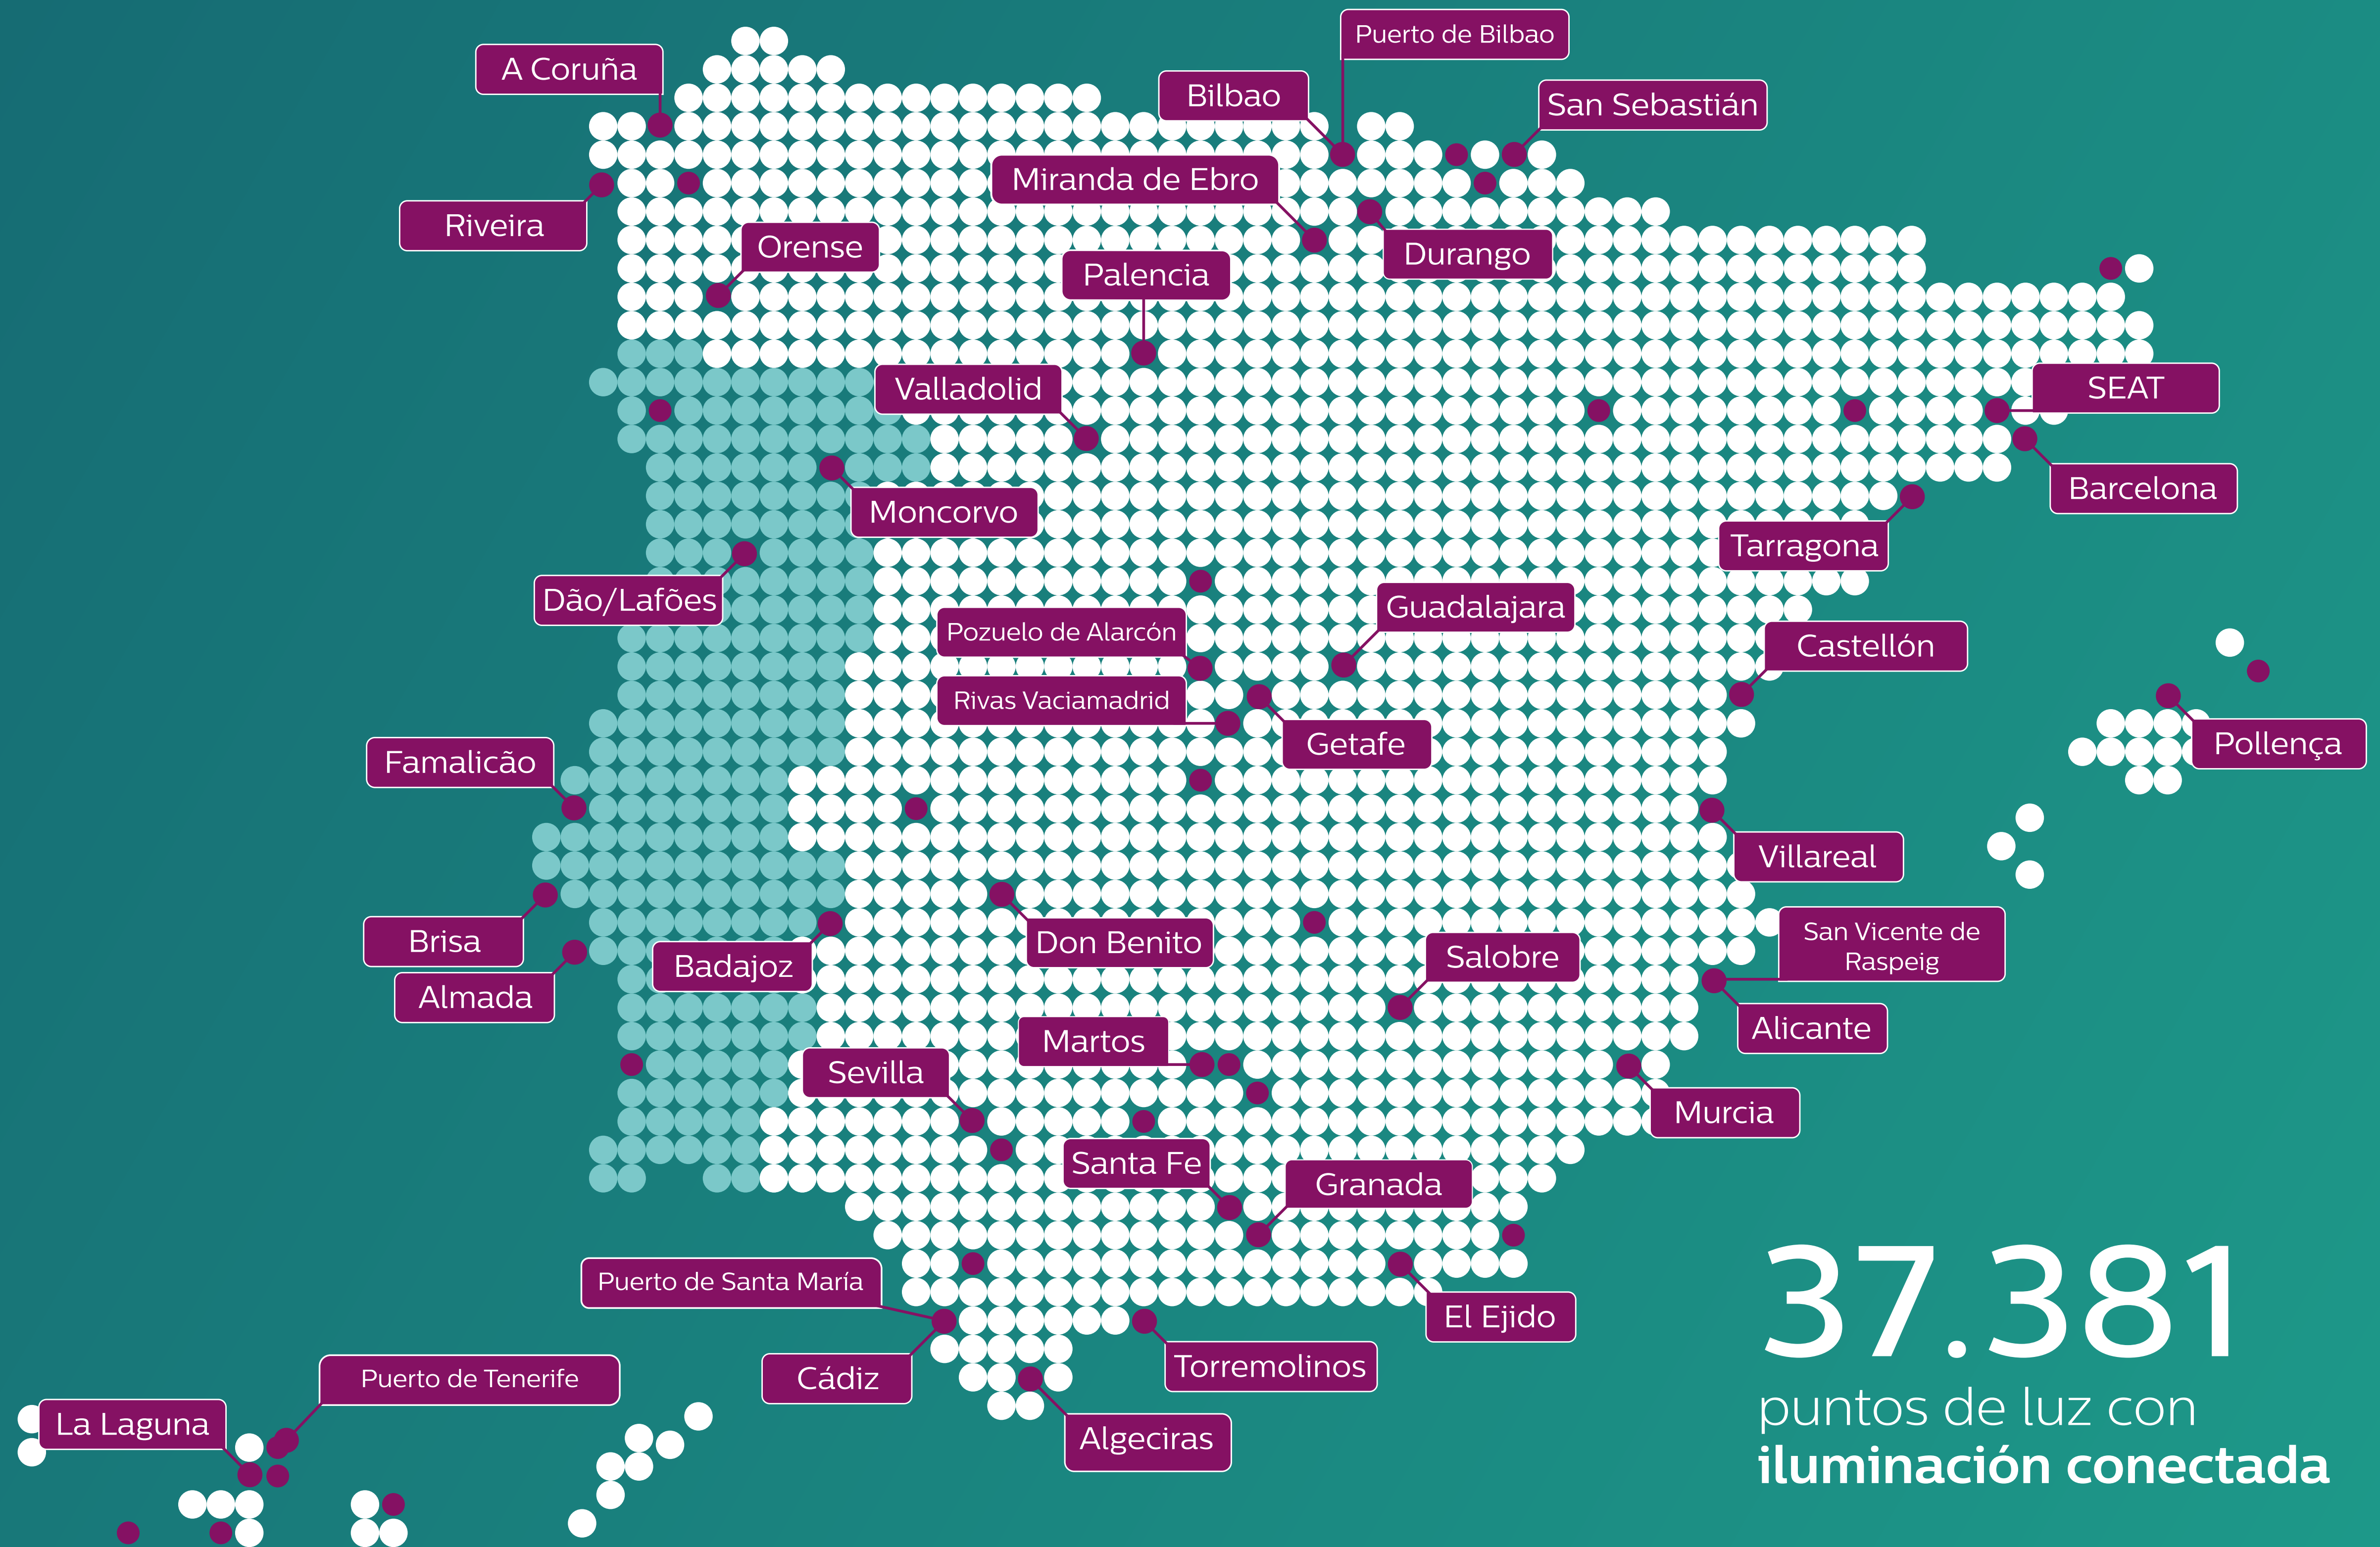 Puerto de Bilbao
A Coruña
Bilbao
San Sebastián
Miranda de Ebro
Riveira
Orense
Durango
Palencia
Valladolid
SEAT
Barcelona
Moncorvo
Tarragona
Dão/Lafões
Guadalajara
Pozuelo de Alarcón
Castellón
Rivas Vaciamadrid
Getafe
Pollença
Famalicão
Villareal
Brisa
Don Benito
San Vicente de
Raspeig
Badajoz
Salobre
Almada
Alicante
Martos
Sevilla
Murcia
Santa Fe
Granada
Puerto de Santa María
El Ejido
Torremolinos
Cádiz
Puerto de Tenerife
La Laguna
Algeciras
37.381
puntos de luz con
iluminación conectada